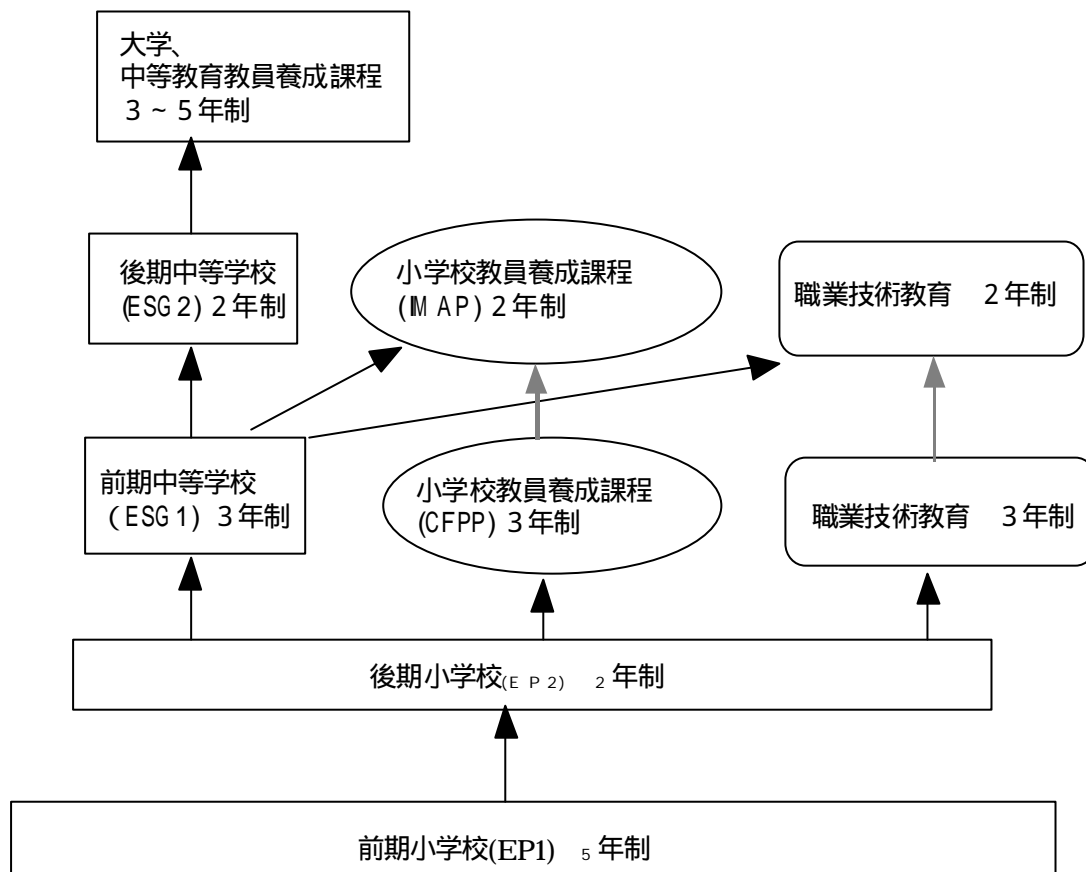 大学、
中等教育教員養成課程
３～５年制
後期中等学校
(ESG2)２年制
小学校教員養成課程
(IMAP)２年制
職業技術教育　２年制
前期中等学校
（ESG1)３年制
小学校教員養成課程
(CFPP)３年制
職業技術教育　３年制
後期小学校(EP2)　2年制
前期小学校(EP1)　5年制